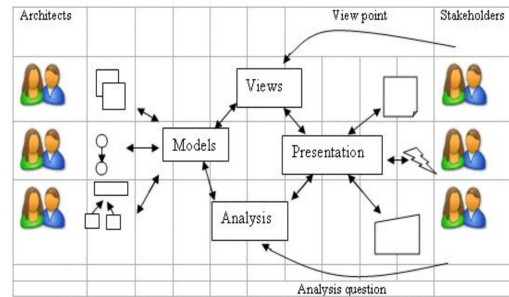 Architects
View point
Stakeholders
Views
Models
Presentation
Analysis
Analysis question